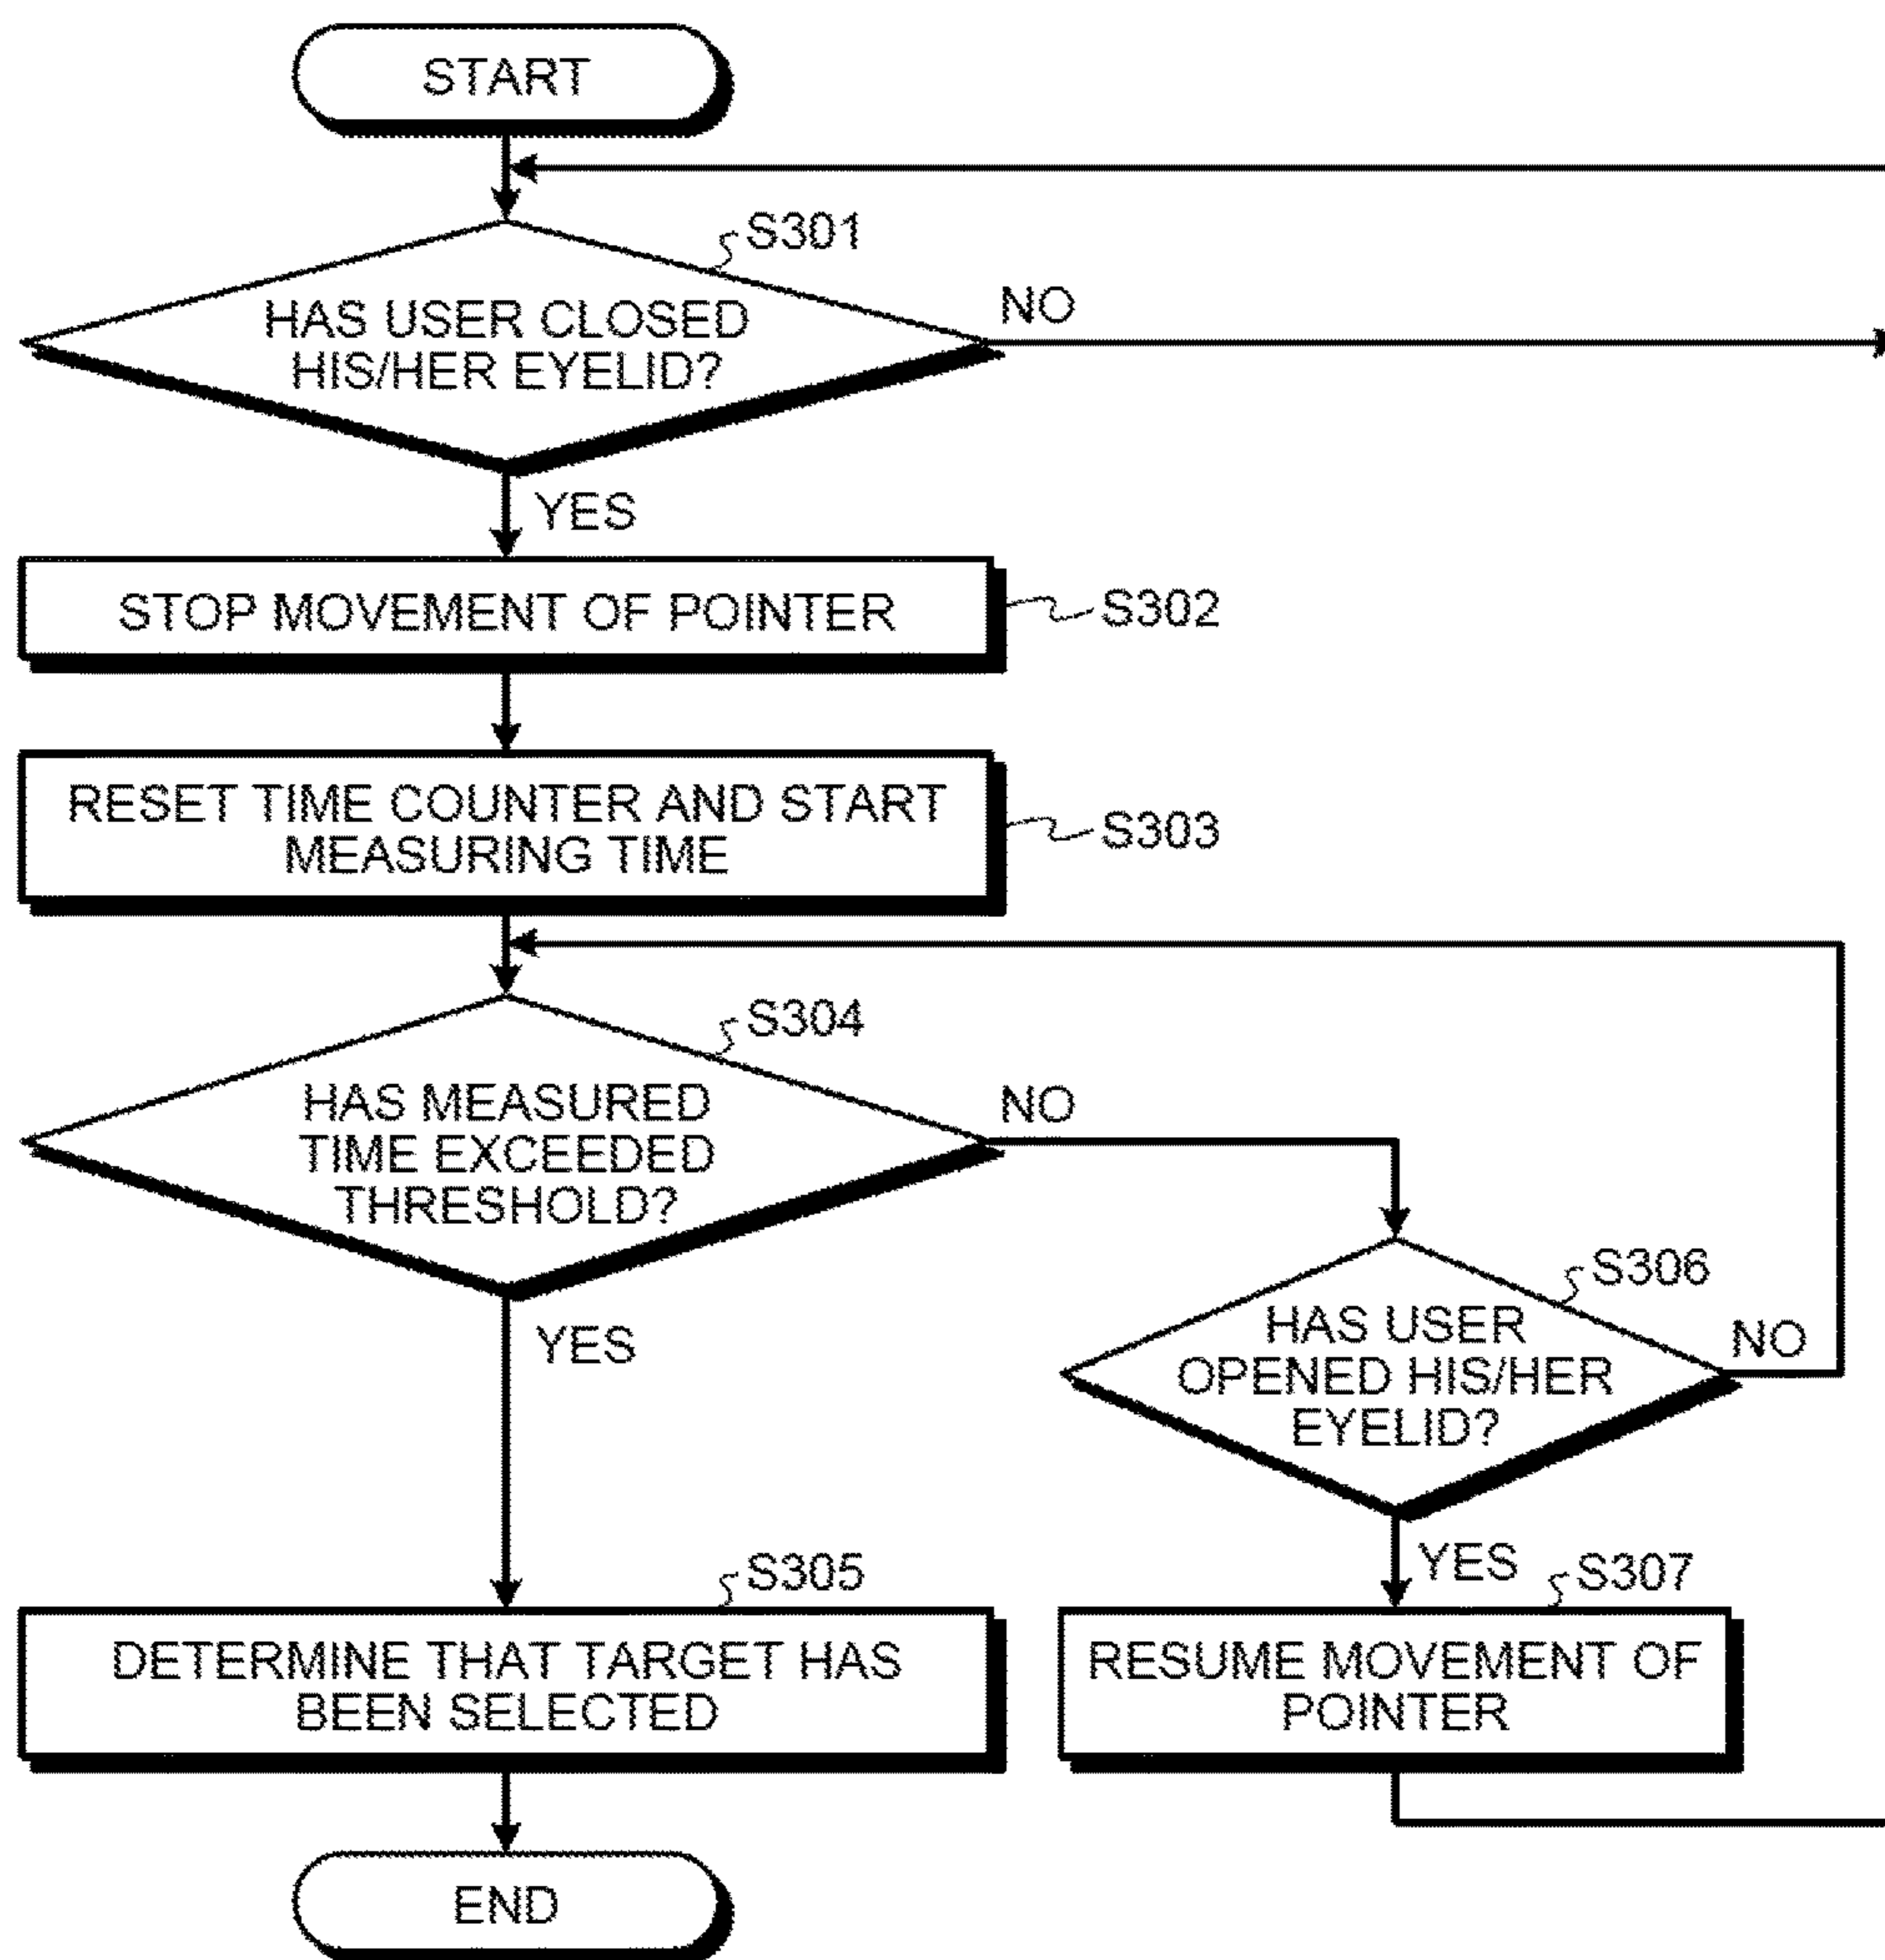 START
S301
HAS USER CLOSED
HIS/HER EYELID?
NO
YES
STOP MOVEMENT OF POINTER
S302
RESET TIME COUNTER AND START
MEASURING TIME
S303
S304
HAS MEASURED
TIME EXCEEDED
THRESHOLD?
NO
YES
S306
HAS USER
OPENED HIS/HER
EYELID?
NO
YES
S305
DETERMINE THAT TARGET HAS
BEEN SELECTED
S307
RESUME MOVEMENT OF
POINTER
END